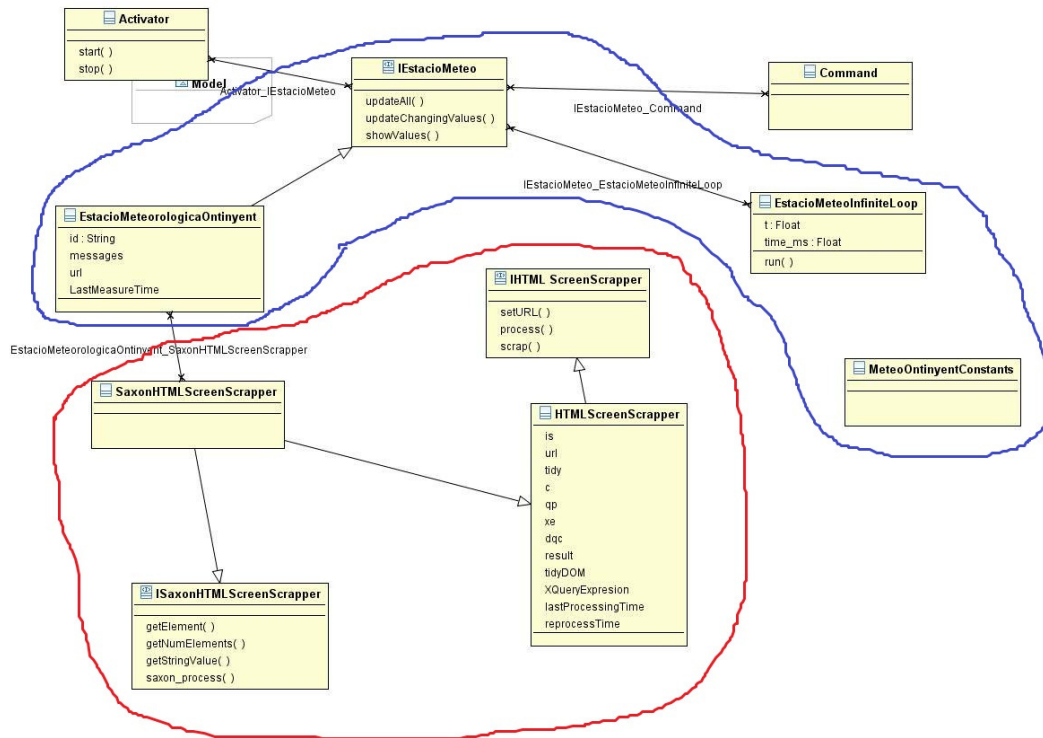 Activator
start( )
stop( )
Model
Activator_IEstacioMeteo
IEstacioMeteo
updateAll( )
updateChangingValues( )
showValues( )
Command
IEstacioMeteo_Command
IEstacioMeteo_EstacioMeteoInfiniteLoop
EstacioMeteoInfiniteLoop
t : Float
time_ms : Float
run( )
EstacioMeteorologicaOntinyent
id : String
messages
url
LastMeasureTime
EstacioMeteorologicaOntinyent_SaxonHTMLScreenScrapper
IHTML ScreenScrapper
setURL( )
process( )
scrap( )
MeteoOntinyentConstants
SaxonHTMLScreenScrapper
HTMLScreenScrapper
is
url
tidy
c
qp
xe
dqc
result
tidyDOM
XQueryExpresion
lastProcessingTime
reprocessTime
ISaxonHTMLScreenScrapper
getElement( )
getNumElements( )
getStringValue( )
saxon_process( )